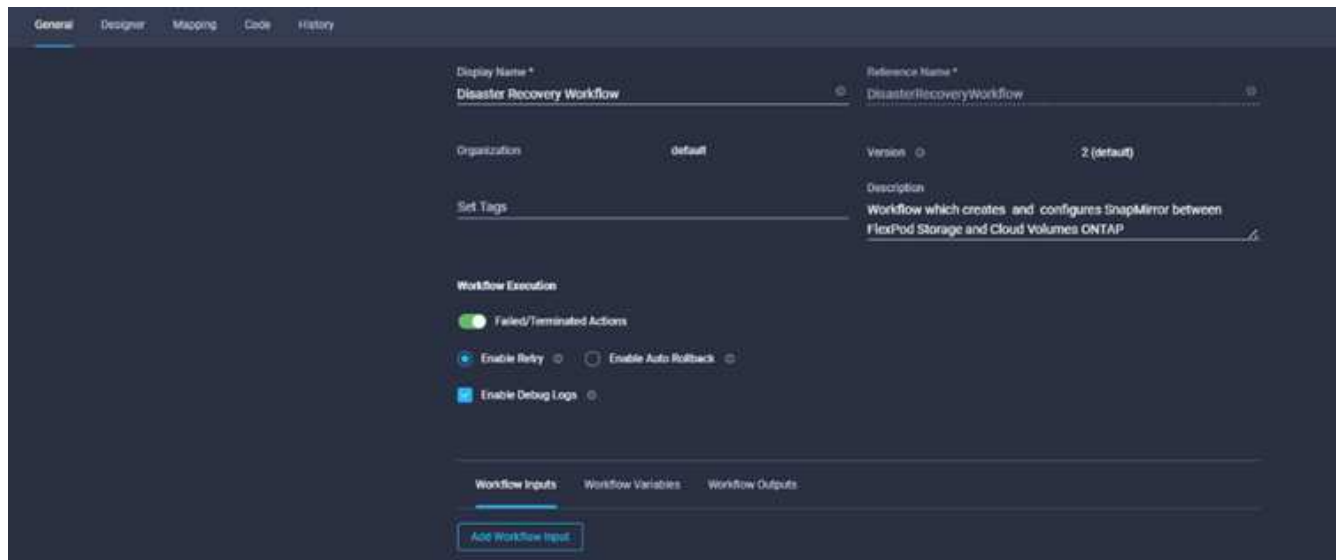 General Designer Mapping Code History
Display Name *
Disaster Recovery Workflow
Reference Name *
DisasterRecoveryWorkflow
Organization default
Version 2 (default)
Set Tags
Description
Workflow which creates and configures SnapMirror between
FlexPod Storage and Cloud Volumes ONTAP
Workflow Execution
Failed/Terminated Actions
Enable Retry Enable Auto Rollback
Enable Debug Logs
Workflow Inputs Workflow Variables Workflow Outputs
Add Workflow Input